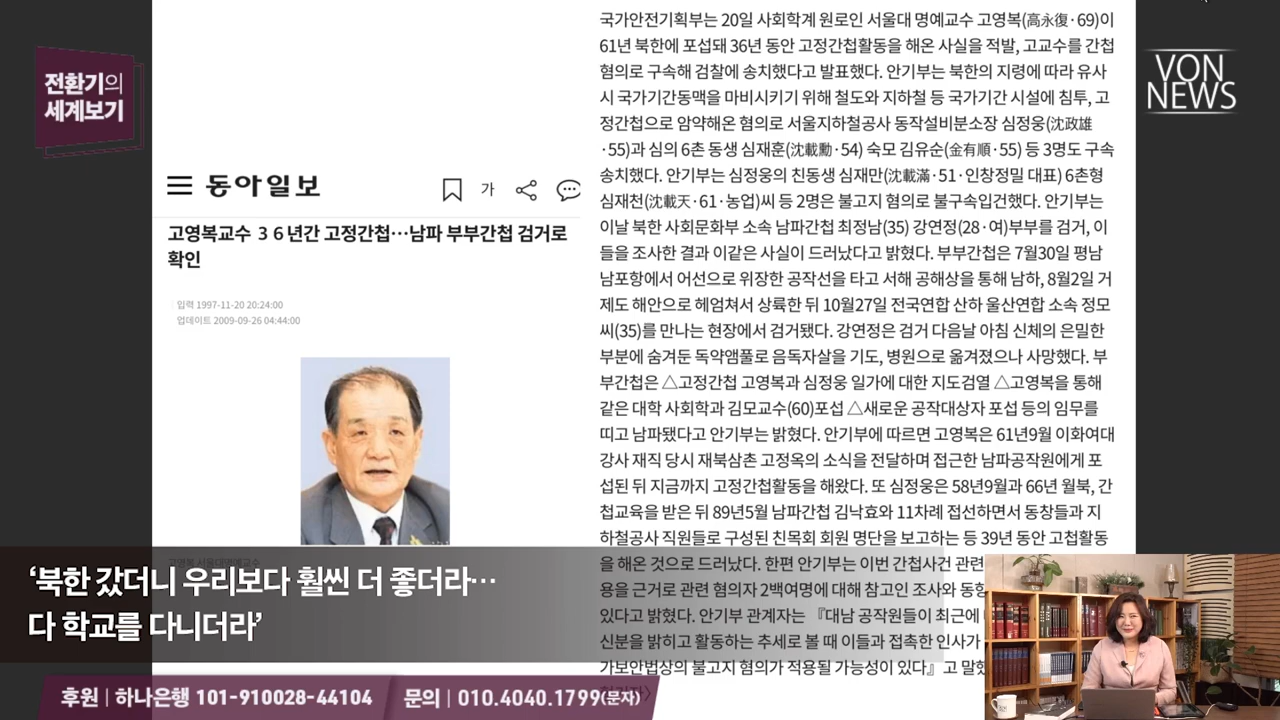 전환기의
세계보기
VON
NEWS
동아일보
가
고영복교수 36년간 고정간첩…남파 부부간첩 검거로
확인
입력 1997-11-20 20:24:00
업데이트 2009-09-26 04:44:00
고영복 서울대명예교수
국가안전기획부는 20일 사회학계 원로인 서울대 명예교수 고영복(高永復·69)이
61년 북한에 포섭돼 36년 동안 고정간첩활동을 해온 사실을 적발, 고교수를 간첩
혐의로 구속해 검찰에 송치했다고 발표했다. 안기부는 북한의 지령에 따라 유사
시 국가기간동맥을 마비시키기 위해 철도와 지하철 등 국가기간 시설에 침투, 고
정간첩으로 암약해온 혐의로 서울지하철공사 동작설비분소장 심정웅(沈政雄
·55)과 심의 6촌 동생 심재훈(沈載勳·54) 숙모 김유순(金有順·55) 등 3명도 구속
송치했다. 안기부는 심정웅의 친동생 심재만(沈載滿·51·인창정밀 대표) 6촌형
심재천(沈載天·61·농업)씨 등 2명은 불고지 혐의로 불구속입건했다. 안기부는
이날 북한 사회문화부 소속 남파간첩 최정남(35) 강연정(28·여)부부를 검거, 이
들을 조사한 결과 이같은 사실이 드러났다고 밝혔다. 부부간첩은 7월30일 평남
남포항에서 어선으로 위장한 공작선을 타고 서해 공해상을 통해 남하, 8월2일 거
제도 해안으로 헤엄쳐서 상륙한 뒤 10월27일 전국연합 산하 울산연합 소속 정모
씨(35)를 만나는 현장에서 검거됐다. 강연정은 검거 다음날 아침 신체의 은밀한
부분에 숨겨둔 독약앰풀로 음독자살을 기도, 병원으로 옮겨졌으나 사망했다. 부
부간첩은 △고정간첩 고영복과 심정웅 일가에 대한 지도검열 △고영복을 통해
같은 대학 사회학과 김모교수(60)포섭 △새로운 공작대상자 포섭 등의 임무를
띠고 남파됐다고 안기부는 밝혔다. 안기부에 따르면 고영복은 61년9월 이화여대
강사 재직 당시 재북삼촌 고정옥의 소식을 전달하며 접근한 남파공작원에게 포
섭된 뒤 지금까지 고정간첩활동을 해왔다. 또 심정웅은 58년9월과 66년 월북, 간
첩교육을 받은 뒤 89년5월 남파간첩 김낙효와 11차례 접선하면서 동창들과 지
하철공사 직원들로 구성된 친목회 회원 명단을 보고하는 등 39년 동안 고첩활동
을 해온 것으로 드러났다. 한편 안기부는 이번 간첩사건 관련
용을 근거로 관련 혐의자 2백여명에 대해 참고인 조사와 동향
있다고 밝혔다. 안기부 관계자는 『대남 공작원들이 최근에
신분을 밝히고 활동하는 추세로 볼 때 이들과 접촉한 인사가
가보안법상의 불고지 혐의가 적용될 가능성이 있다』고 말했
‘북한 갔더니 우리보다 훨씬 더 좋더라…
다 학교를 다니더라’
후원 | 하나은행 101-910028-44104
문의 | 010.4040.1799(문자)